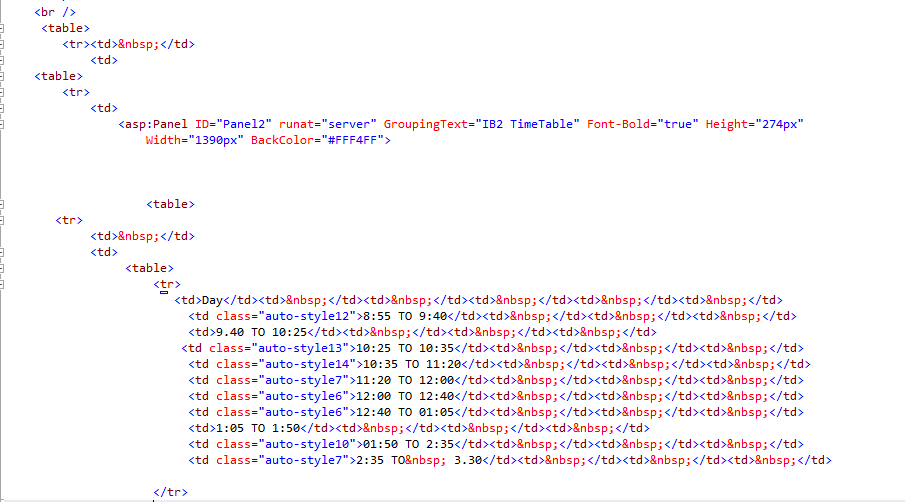 <br />
<table>
<tr><td>&nbsp;</td>
<td>
<table>
<tr>
<td>
<asp:Panel ID="Panel2" runat="server" GroupingText="IB2 TimeTable" Font-Bold="true" Height="274px"
Width="1390px" BackColor="#FFF4FF">
<table>
<tr>
<td>&nbsp;</td>
<td>
<table>
<tr>
<td>Day</td><td>&nbsp;</td><td>&nbsp;</td><td>&nbsp;</td><td>&nbsp;</td><td>&nbsp;</td>
<td class="auto-style12">8:55 TO 9:40</td><td>&nbsp;</td><td>&nbsp;</td><td>&nbsp;</td>
<td>9.40 TO 10:25</td><td>&nbsp;</td><td>&nbsp;</td><td>&nbsp;</td>
<td class="auto-style13">10:25 TO 10:35</td><td>&nbsp;</td><td>&nbsp;</td><td>&nbsp;</td>
<td class="auto-style14">10:35 TO 11:20</td><td>&nbsp;</td><td>&nbsp;</td><td>&nbsp;</td>
<td class="auto-style7">11:20 TO 12:00</td><td>&nbsp;</td><td>&nbsp;</td><td>&nbsp;</td>
<td class="auto-style6">12:00 TO 12:40</td><td>&nbsp;</td><td>&nbsp;</td><td>&nbsp;</td>
<td class="auto-style6">12:40 TO 01:05</td><td>&nbsp;</td><td>&nbsp;</td><td>&nbsp;</td>
<td>1:05 TO 1:50</td><td>&nbsp;</td><td>&nbsp;</td><td>&nbsp;</td>
<td class="auto-style10">01:50 TO 2:35</td><td>&nbsp;</td><td>&nbsp;</td><td>&nbsp;</td>
<td class="auto-style7">2:35 TO&nbsp; 3.30</td><td>&nbsp;</td><td>&nbsp;</td><td>&nbsp;</td>
</tr>